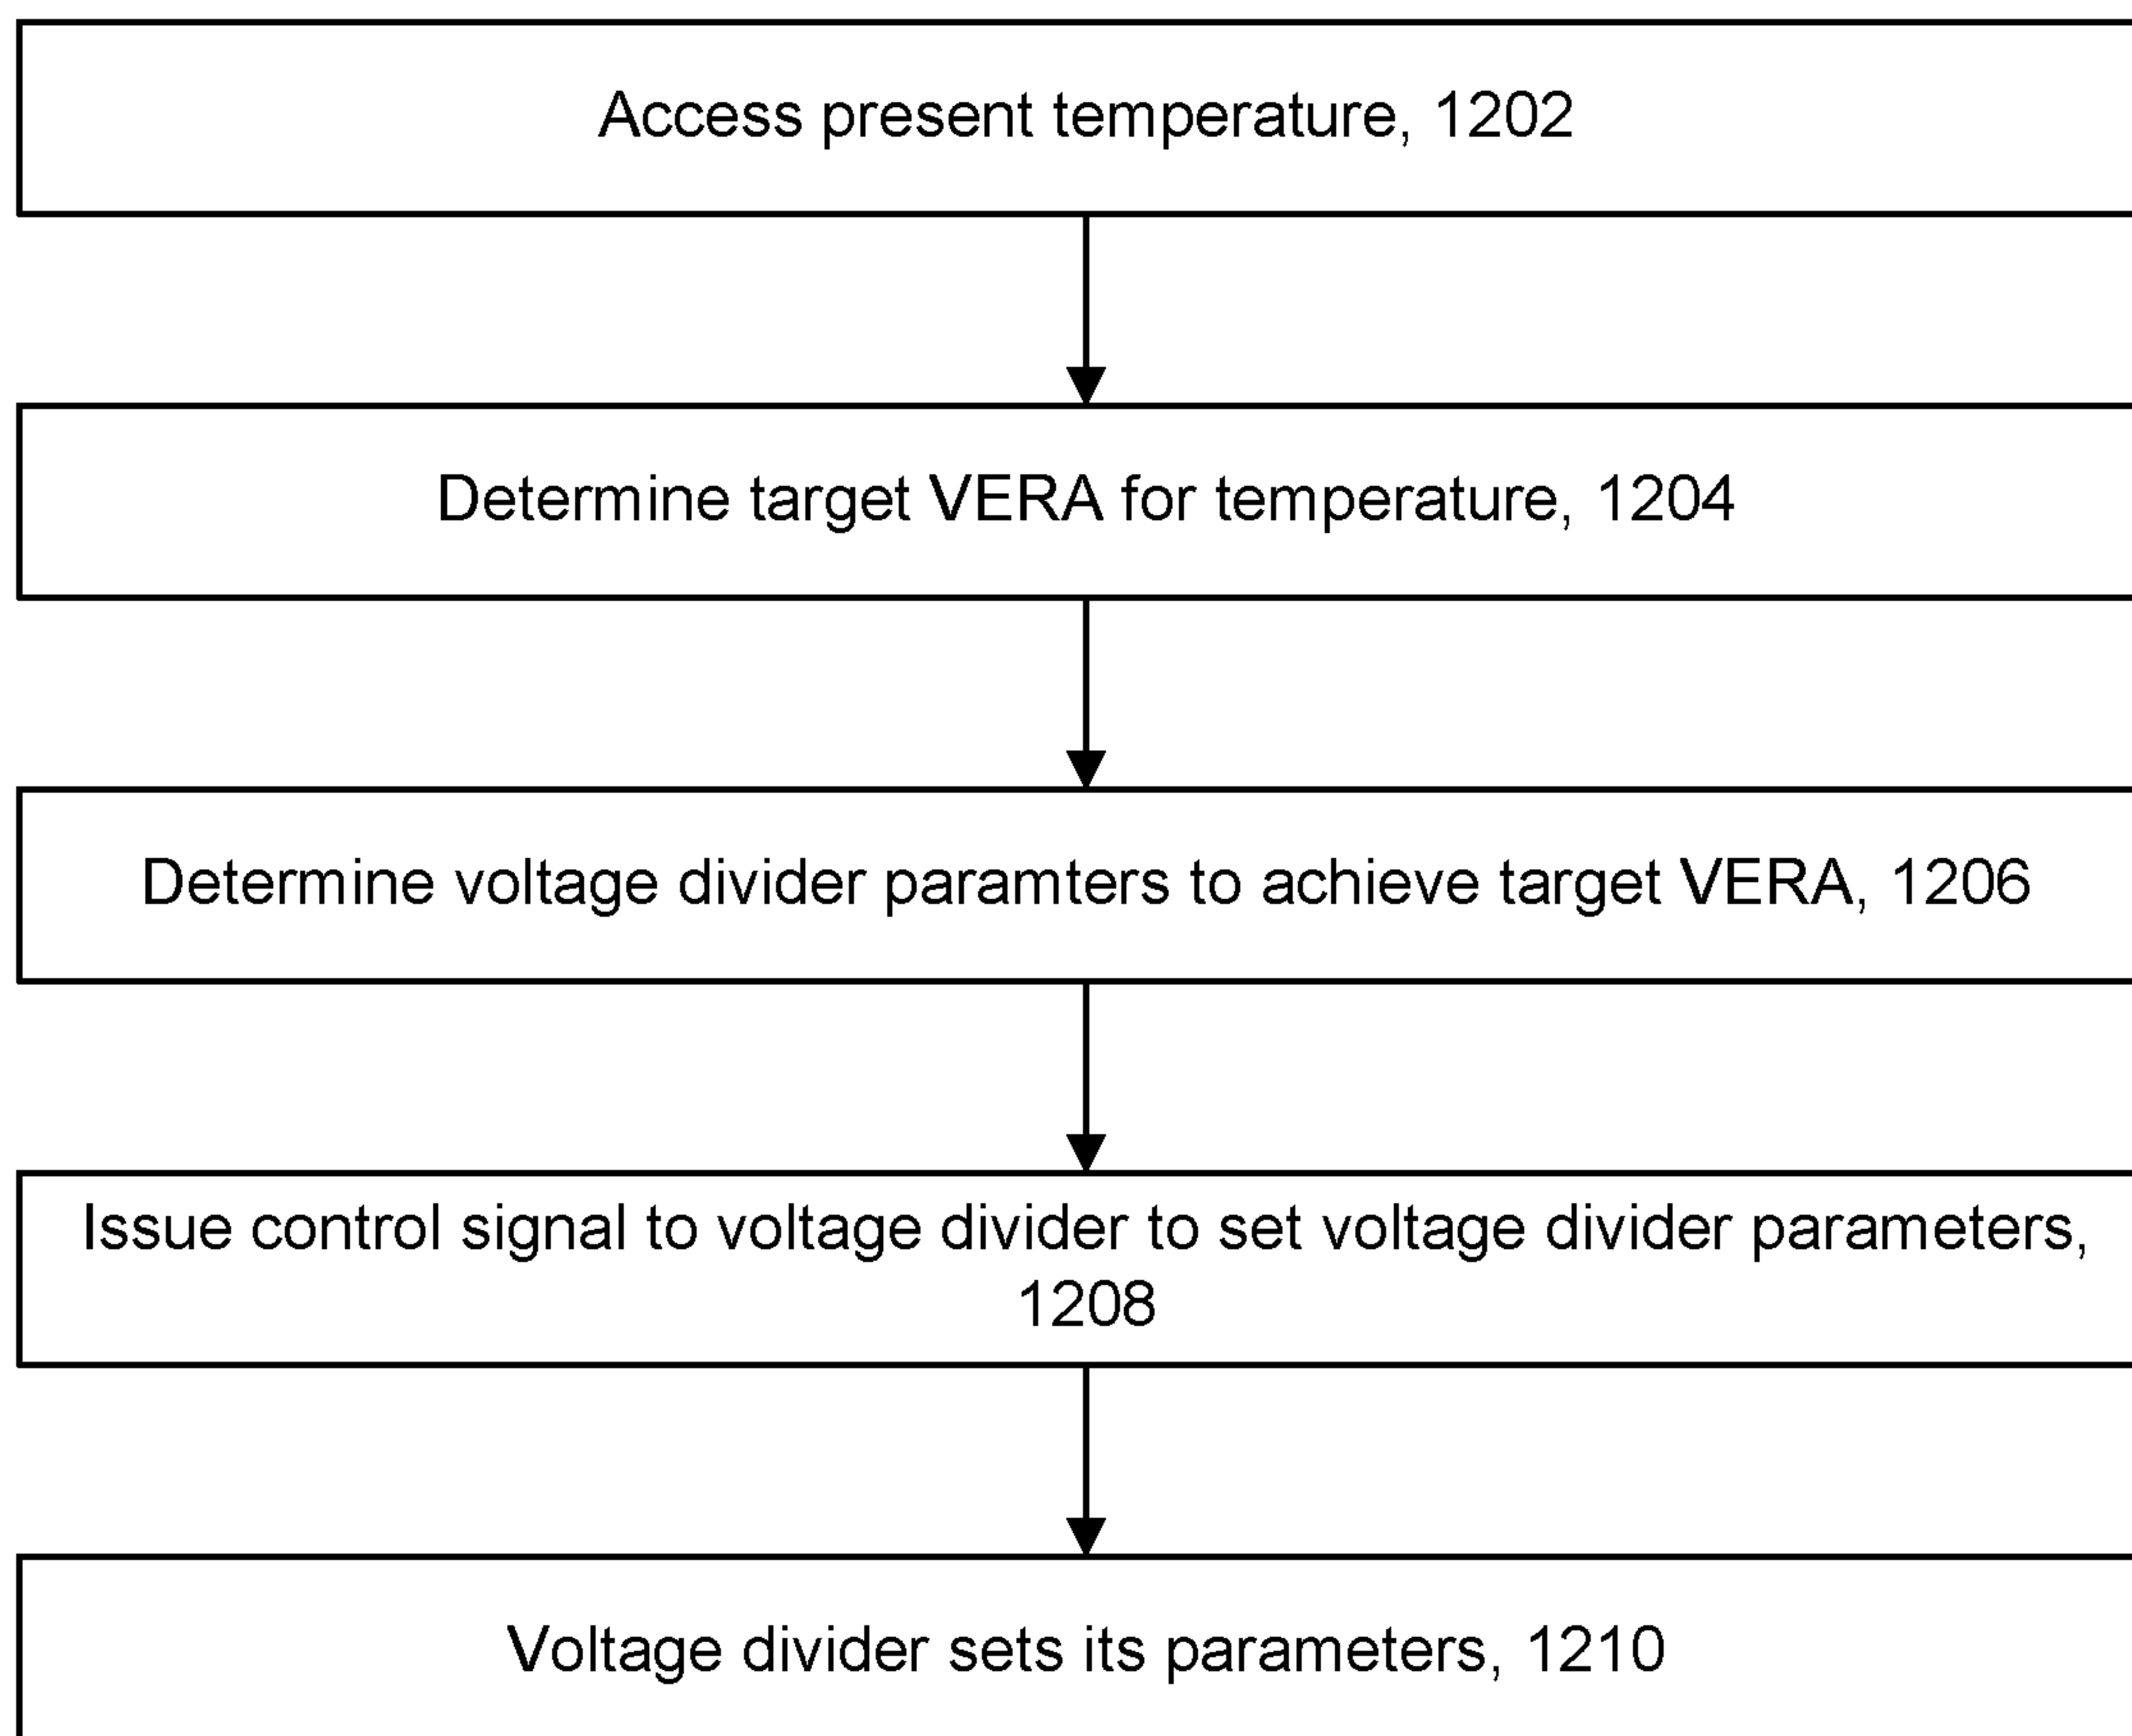 Access present temperature, 1202
Determine target VERA for temperature, 1204
Determine voltage divider paramters to achieve target VERA, 1206
Issue control signal to voltage divider to set voltage divider parameters,
1208
Voltage divider sets its parameters, 1210